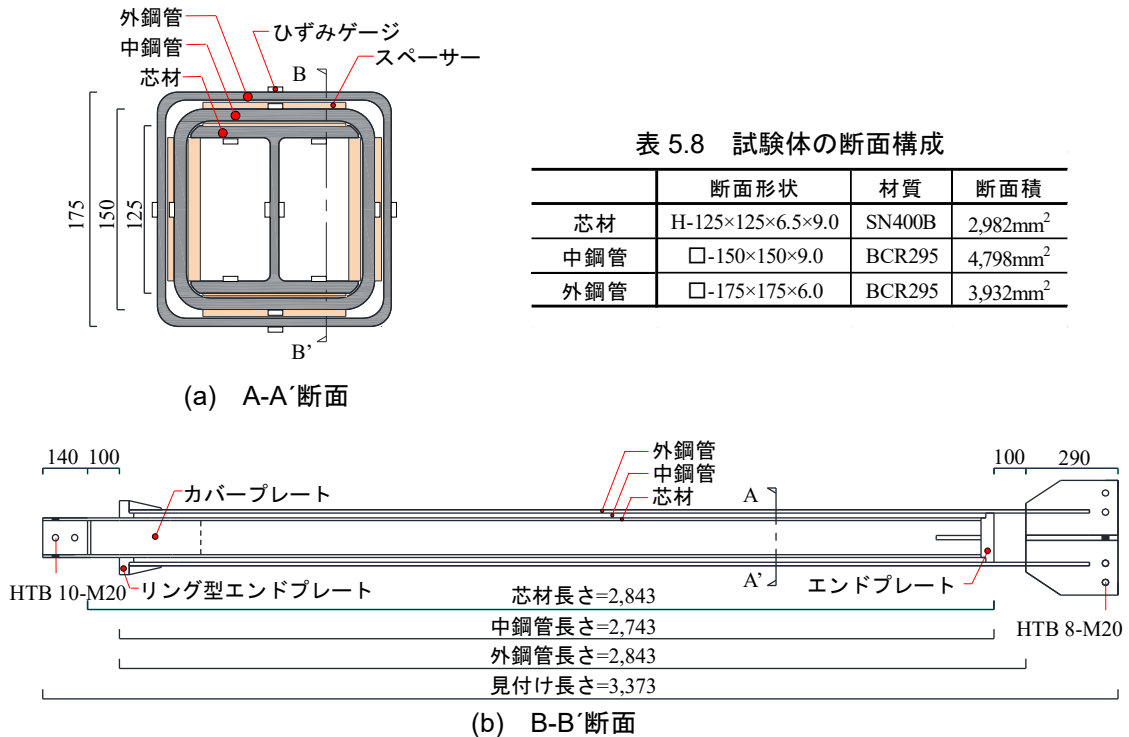 外鋼管
中鋼管
芯材
ひずみゲージ
スペーサー
B
175
150
125
B'
(a) A-A´断面
表 5.8 試験体の断面構成
断面形状 材質 断面積
芯材 H-125×125×6.5×9.0 SN400B 2,982mm²
中鋼管 □-150×150×9.0 BCR295 4,798mm²
外鋼管 □-175×175×6.0 BCR295 3,932mm²
140 100
外鋼管
中鋼管
芯材
100 290
カバープレート
A
A'
HTB 10-M20
リング型エンドプレート
エンドプレート
HTB 8-M20
芯材長さ=2,843
中鋼管長さ=2,743
外鋼管長さ=2,843
見付け長さ=3,373
(b) B-B´断面